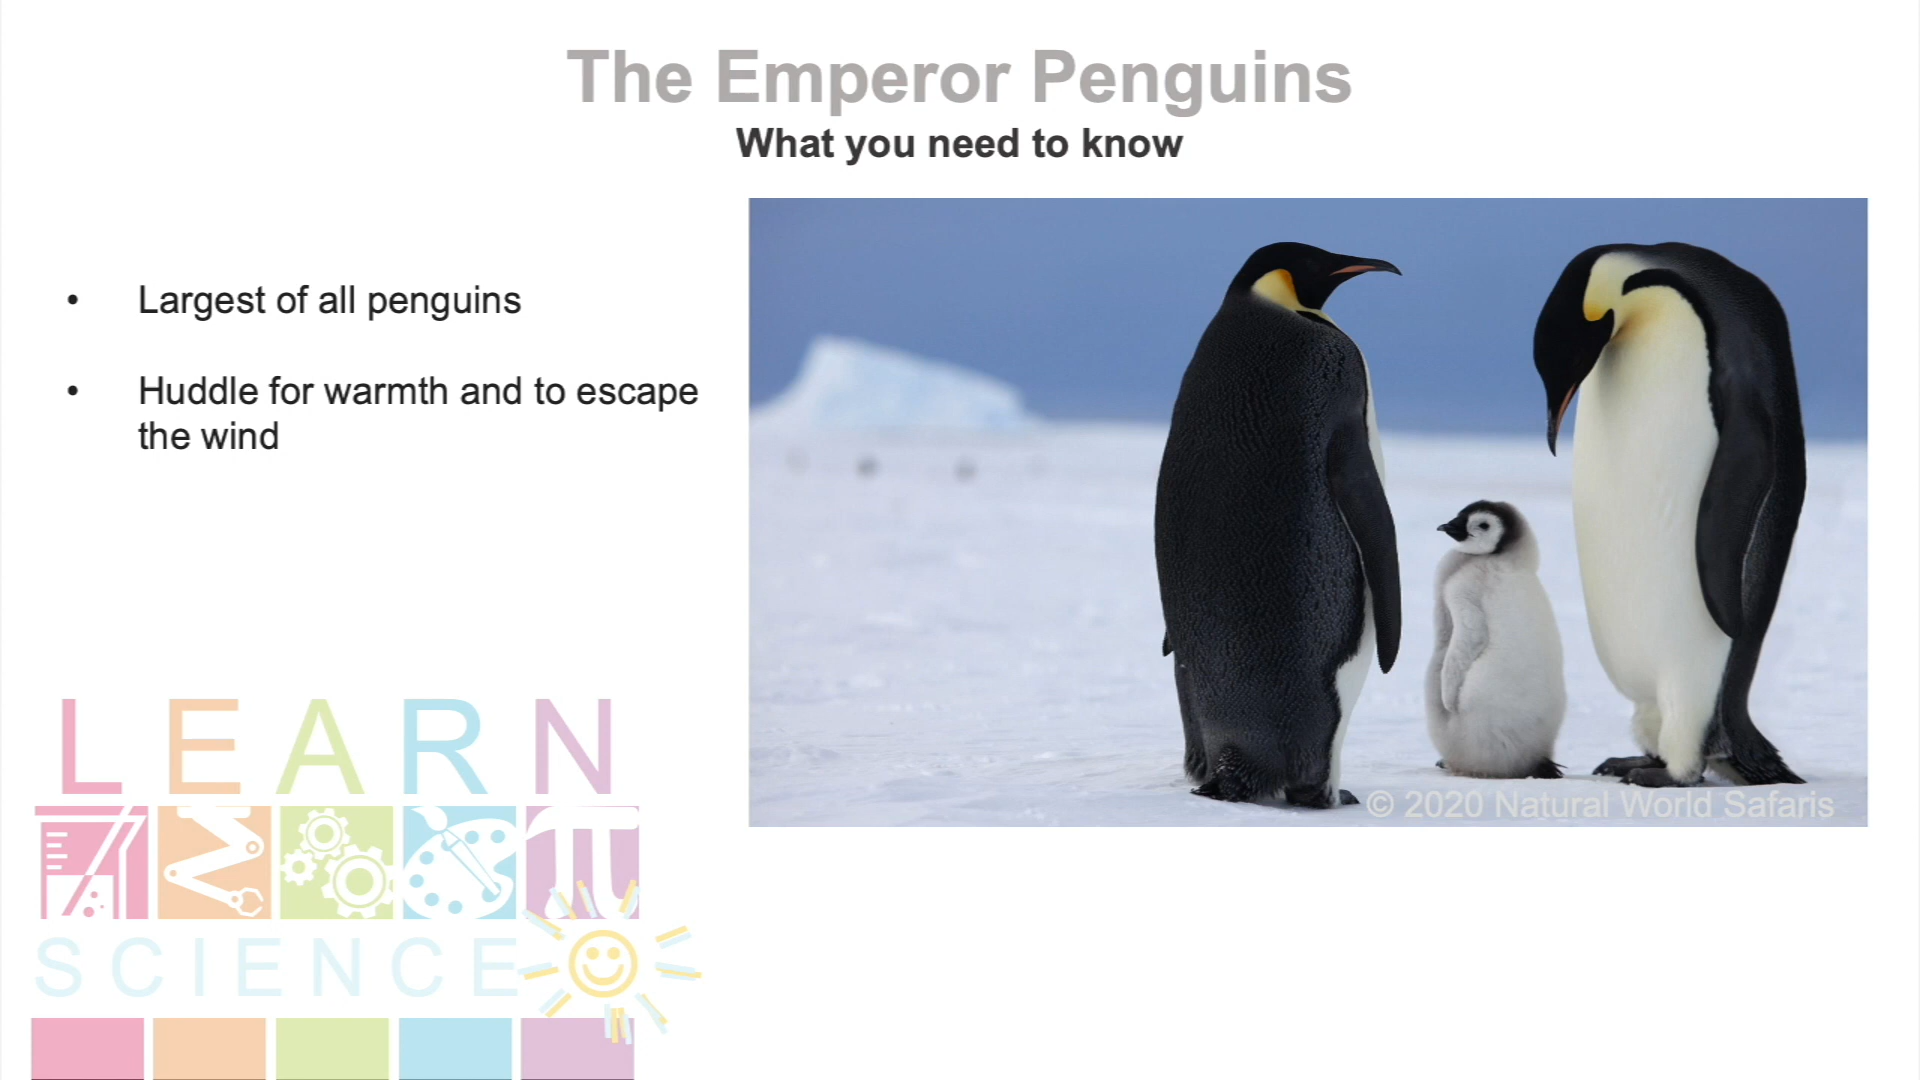 The Emperor Penguins
What you need to know
• Largest of all penguins
• Huddle for warmth and to escape
the wind
© 2020 Natural World Safaris
LEARN
π
SCIENCE